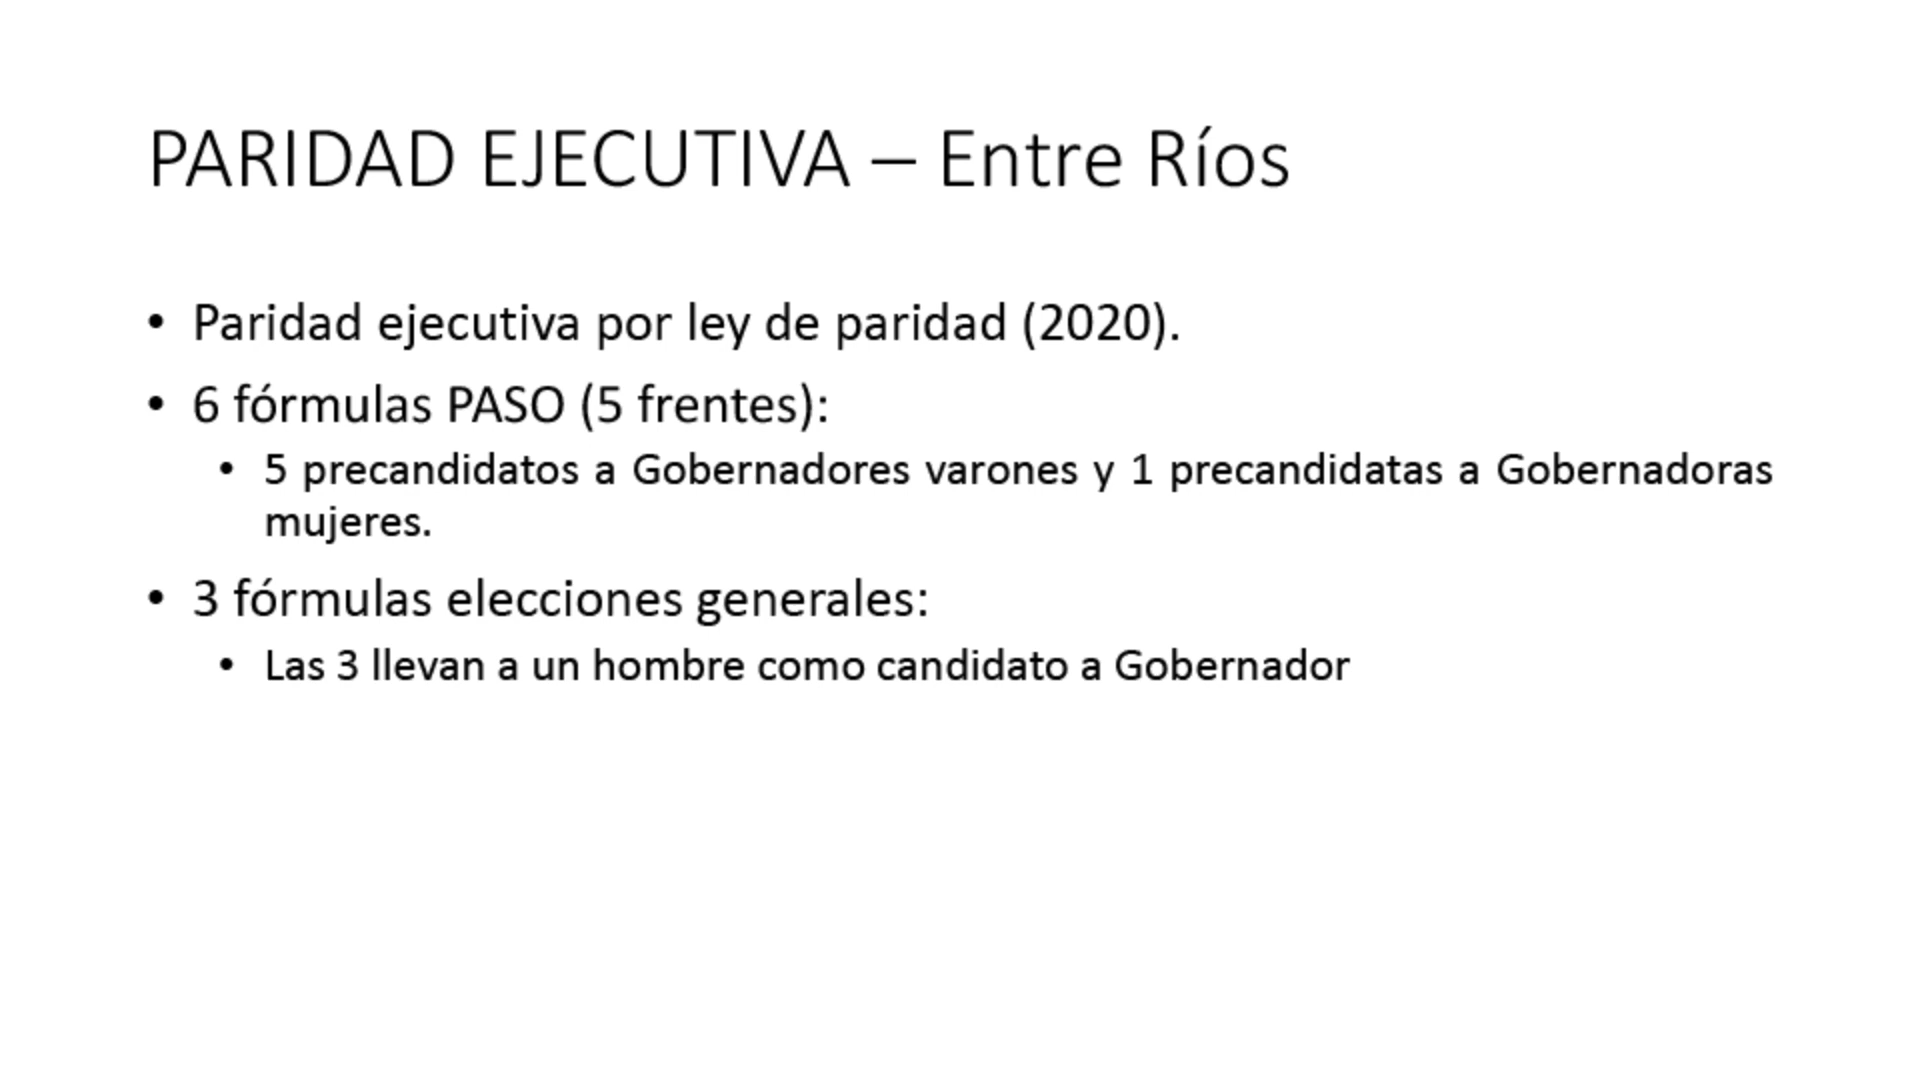 PARIDAD EJECUTIVA – Entre Ríos
• Paridad ejecutiva por ley de paridad (2020).
• 6 fórmulas PASO (5 frentes):
• 5 precandidatos a Gobernadores varones y 1 precandidatas a Gobernadoras
mujeres.
• 3 fórmulas elecciones generales:
• Las 3 llevan a un hombre como candidato a Gobernador